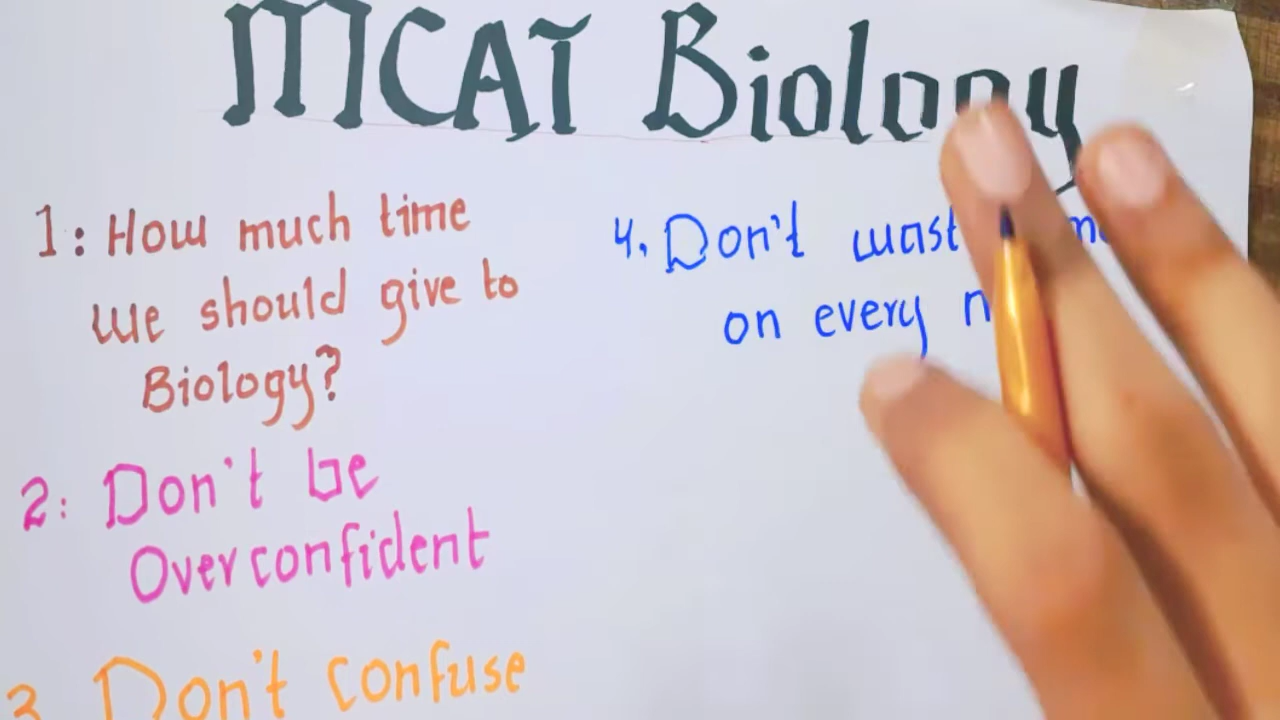 MCAT Biology
1: How much time
we should give to
Biology?
2: Don't be
Overconfident
3 Don't confuse
4. Don't
on every